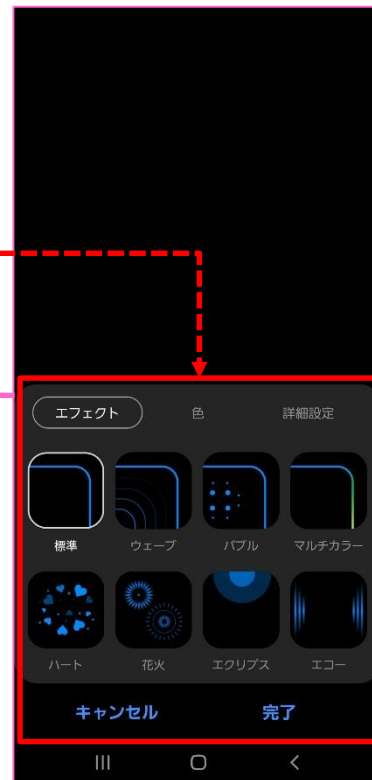 エフェクト 色 詳細設定
標準 ウェーブ バブル マルチカラー
ハート 花火 エクリプス エコー
キャンセル 完了